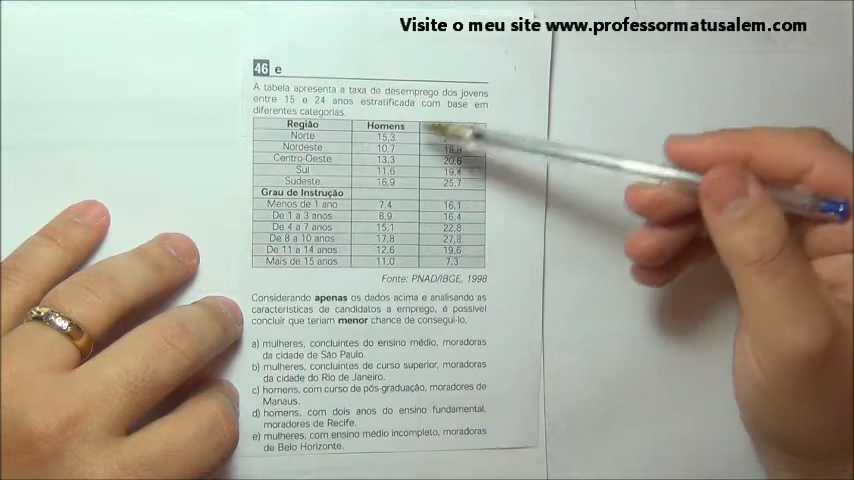 Visite o meu site www.professormatusalem.com
46 e
A tabela apresenta a taxa de desemprego dos jovens
entre 15 e 24 anos estratificada com base em
diferentes categorias.
Região Homens
Norte 15,3
Nordeste 10,7 18,8
Centro-Oeste 13,3 20,6
Sul 11,6 19,4
Sudeste 16,9 25,7
Grau de Instrução
Menos de 1 ano 7,4 16,1
De 1 a 3 anos 8,9 16,4
De 4 a 7 anos 15,1 22,8
De 8 a 10 anos 17,8 27,8
De 11 a 14 anos 12,6 19,6
Mais de 15 anos 11,0 7,3
Fonte: PNAD/IBGE, 1998
Considerando apenas os dados acima e analisando as
características de candidatos a emprego, é possível
concluir que teriam menor chance de consegui-lo,
a) mulheres, concluintes do ensino médio, moradoras
da cidade de São Paulo.
b) mulheres, concluintes de curso superior, moradoras
da cidade do Rio de Janeiro.
c) homens, com curso de pós-graduação, moradores de
Manaus.
d) homens, com dois anos do ensino fundamental,
moradores de Recife.
e) mulheres, com ensino médio incompleto, moradoras
de Belo Horizonte.